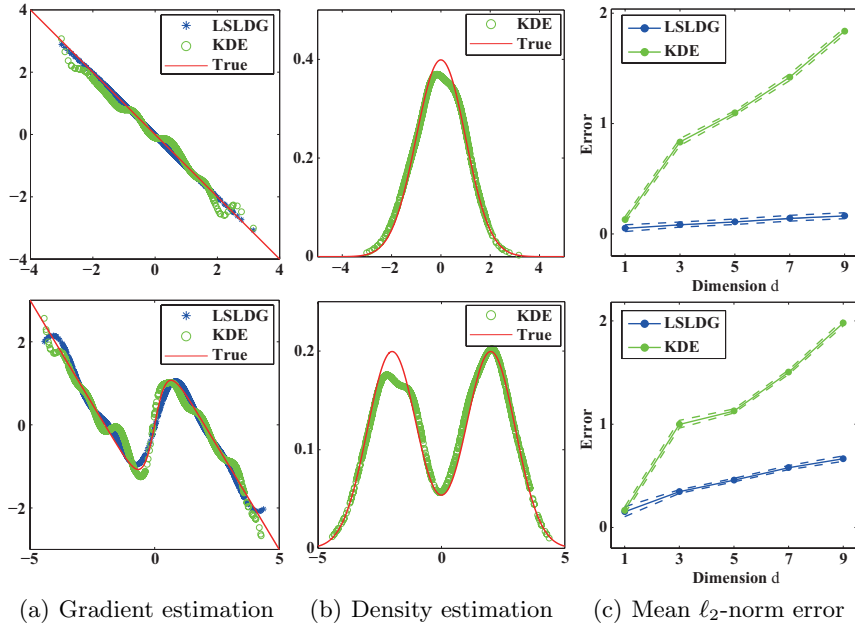 4
2
0
−2
−4
−4 −2 0 2 4
LSLDG
KDE
True
0.4
0.2
0
−4 −2 0 2 4
KDE
True
2
1
0
Error
1 3 5 7 9
Dimension d
LSLDG
KDE
2
0
−2
−5 0 5
LSLDG
KDE
True
0.2
0.1
0
−5 0 5
KDE
True
2
1
0
Error
1 3 5 7 9
Dimension d
LSLDG
KDE
(a) Gradient estimation
(b) Density estimation
(c) Mean ℓ₂-norm error